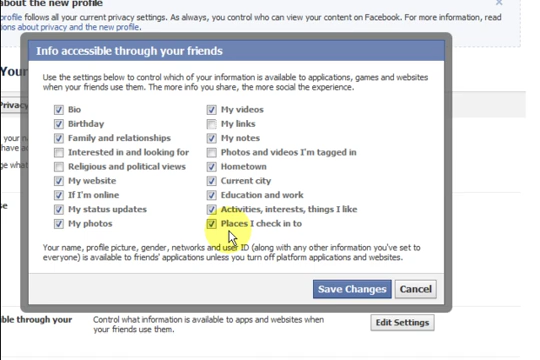 about the new profile
profile follows all your current privacy settings. As always, you control who can view your content on Facebook. For more information, read
about privacy and the new profile.
Info accessible through your friends
Your
Use the settings below to control which of your information is available to applications, games and websites
when your friends use them. The more info you share, the more social the experience.
Privacy
Bio
Birthday
Family and relationships
Interested in and looking for
Religious and political views
My website
If I'm online
My status updates
My photos
My videos
My links
My notes
Photos and videos I'm tagged in
Hometown
Current city
Education and work
Activities, interests, things I like
Places I check in to
Your name, profile picture, gender, networks and user ID (along with any other information you've set to
everyone) is available to friends' applications unless you turn off platform applications and websites.
Save Changes
Cancel
ble through your
Control what information is available to apps and websites when
your friends use them.
Edit Settings